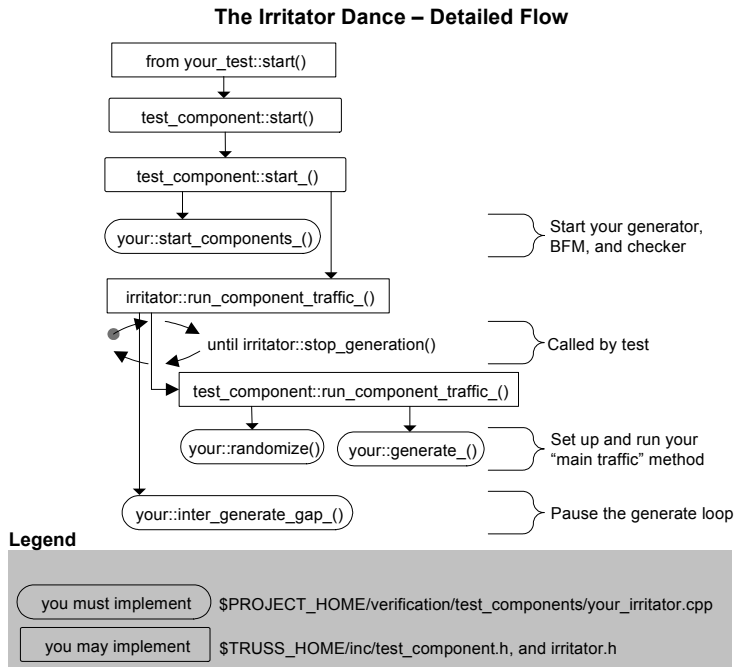 The Irritator Dance – Detailed Flow
from your_test::start()
test_component::start()
test_component::start_()
your::start_components_()
Start your generator,
BFM, and checker
irritator::run_component_traffic_()
until irritator::stop_generation()
Called by test
test_component::run_component_traffic_()
your::randomize()
your::generate_()
Set up and run your
“main traffic” method
your::inter_generate_gap_()
Pause the generate loop
Legend
you must implement
$PROJECT_HOME/verification/test_components/your_irritator.cpp
you may implement
$TRUSS_HOME/inc/test_component.h, and irritator.h